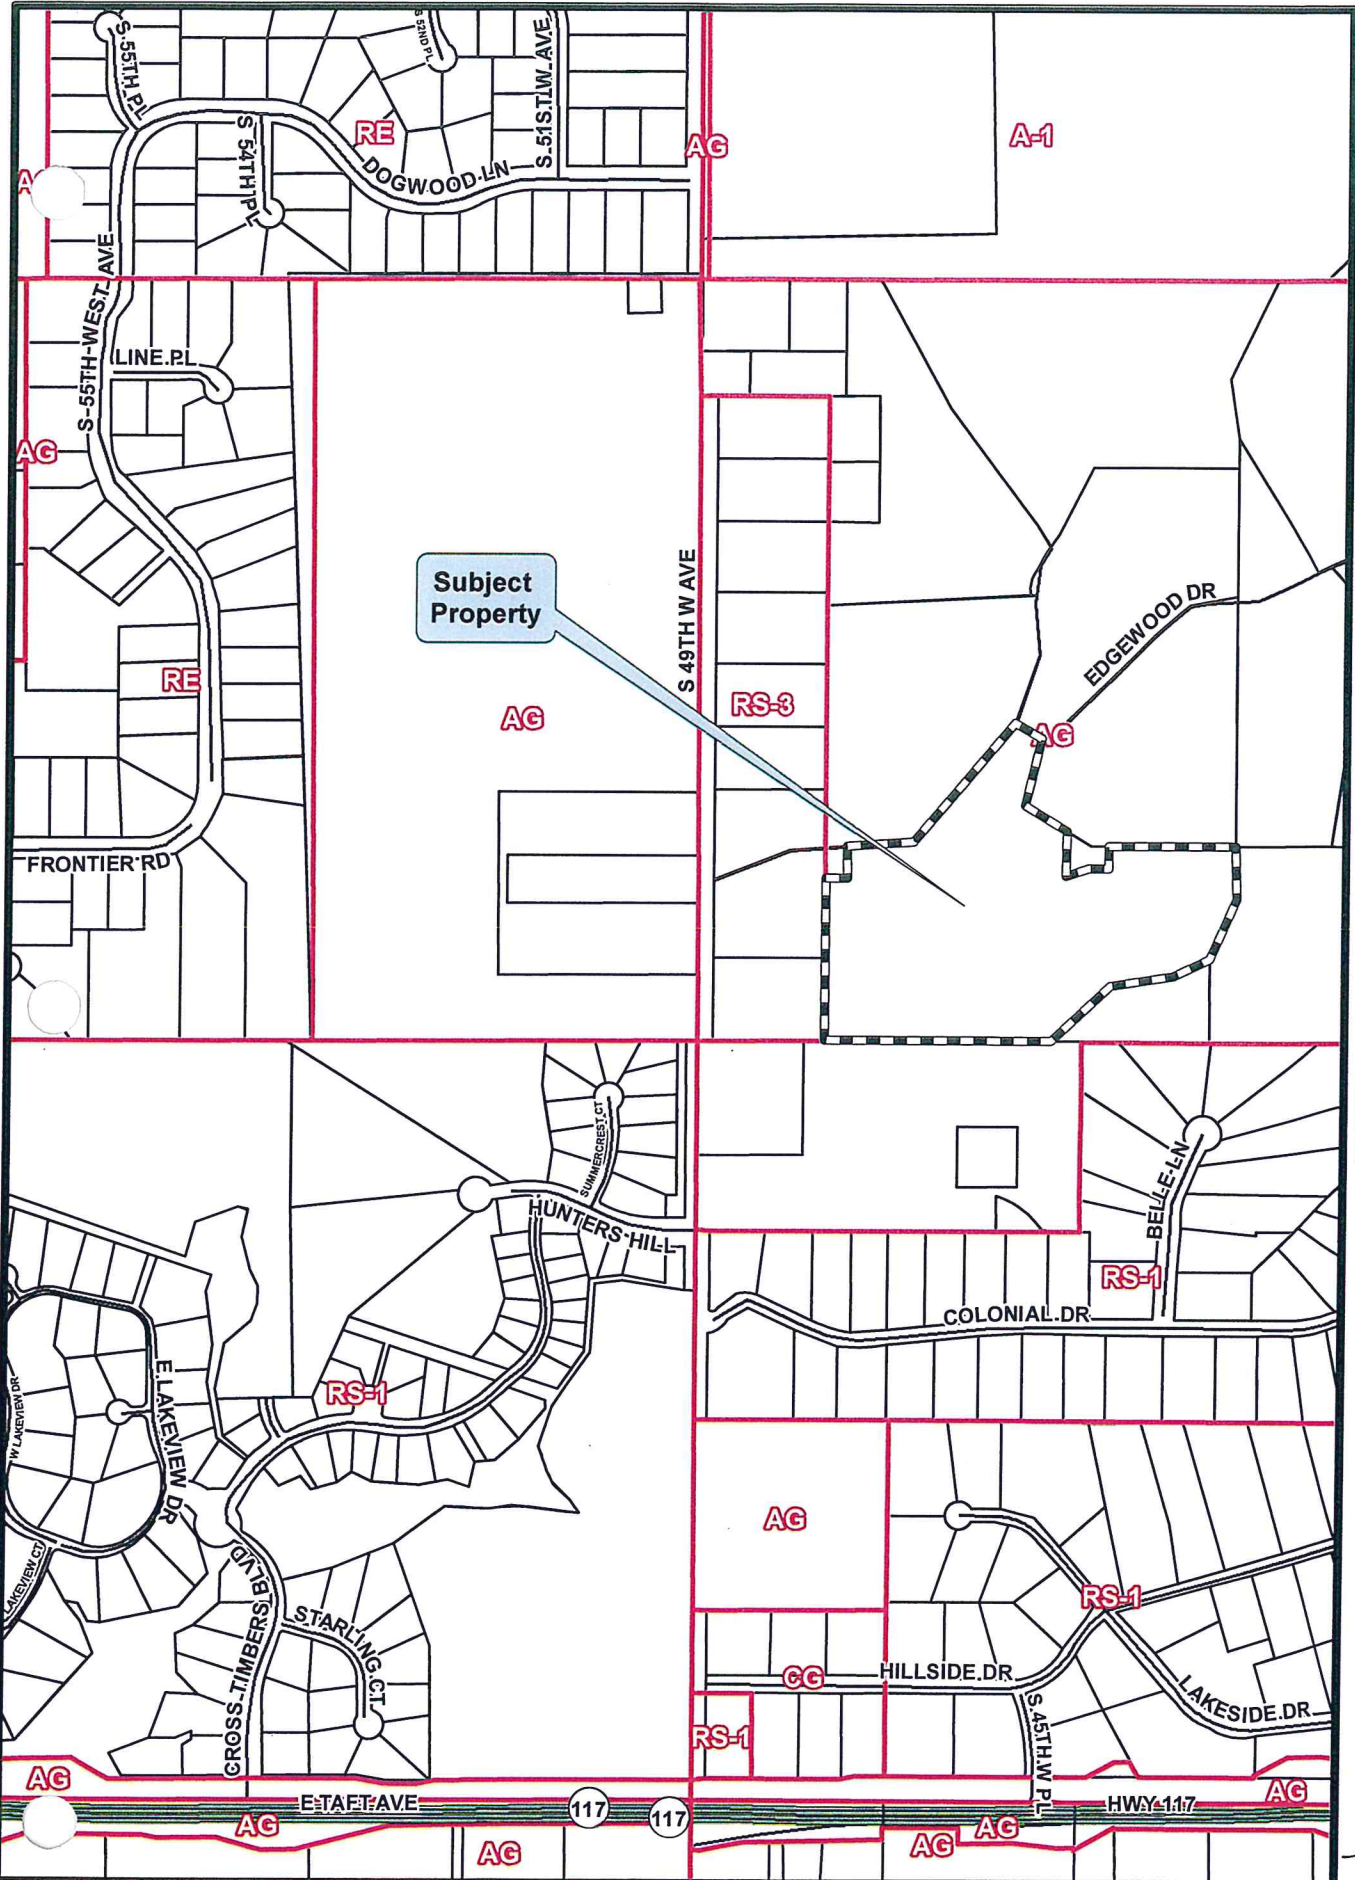 S 55TH PL
S 52ND PL
S 51ST W AVE
RE
A-1
AG
S 54TH PL
DOGWOOD LN
S 55TH WEST AVE
LINE PL
AG
Subject
Property
S 49TH W AVE
EDGEWOOD DR
RE
AG
RS-3
AG
FRONTIER RD
SUMMERCREST CT
HUNTERS HILL
BELLE LN
RS-1
COLONIAL DR
W LAKEVIEW DR
E LAKEVIEW DR
RS-1
AG
LAKEVIEW CT
CROSS TIMBERS BLVD
STARLING CT
RS-1
CG
HILLSIDE DR
LAKESIDE DR
RS-1
S 45TH W PL
AG
E TAFT AVE
117
117
HWY 117
AG
AG
AG
AG
AG